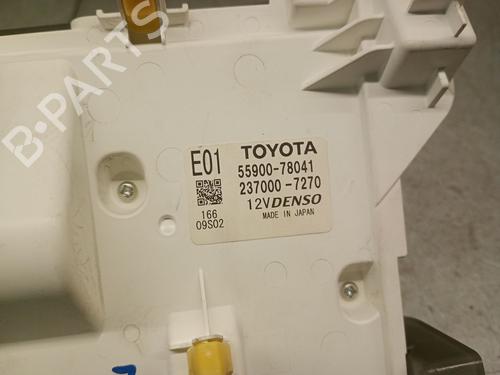 B-PARTS
E01
TOYOTA
55900-78041
237000-7270
12V DENSO
MADE IN JAPAN
166
09S02